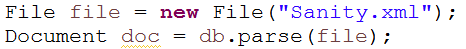 File file = new File("Sanity.xml");
Document doc = db.parse(file);